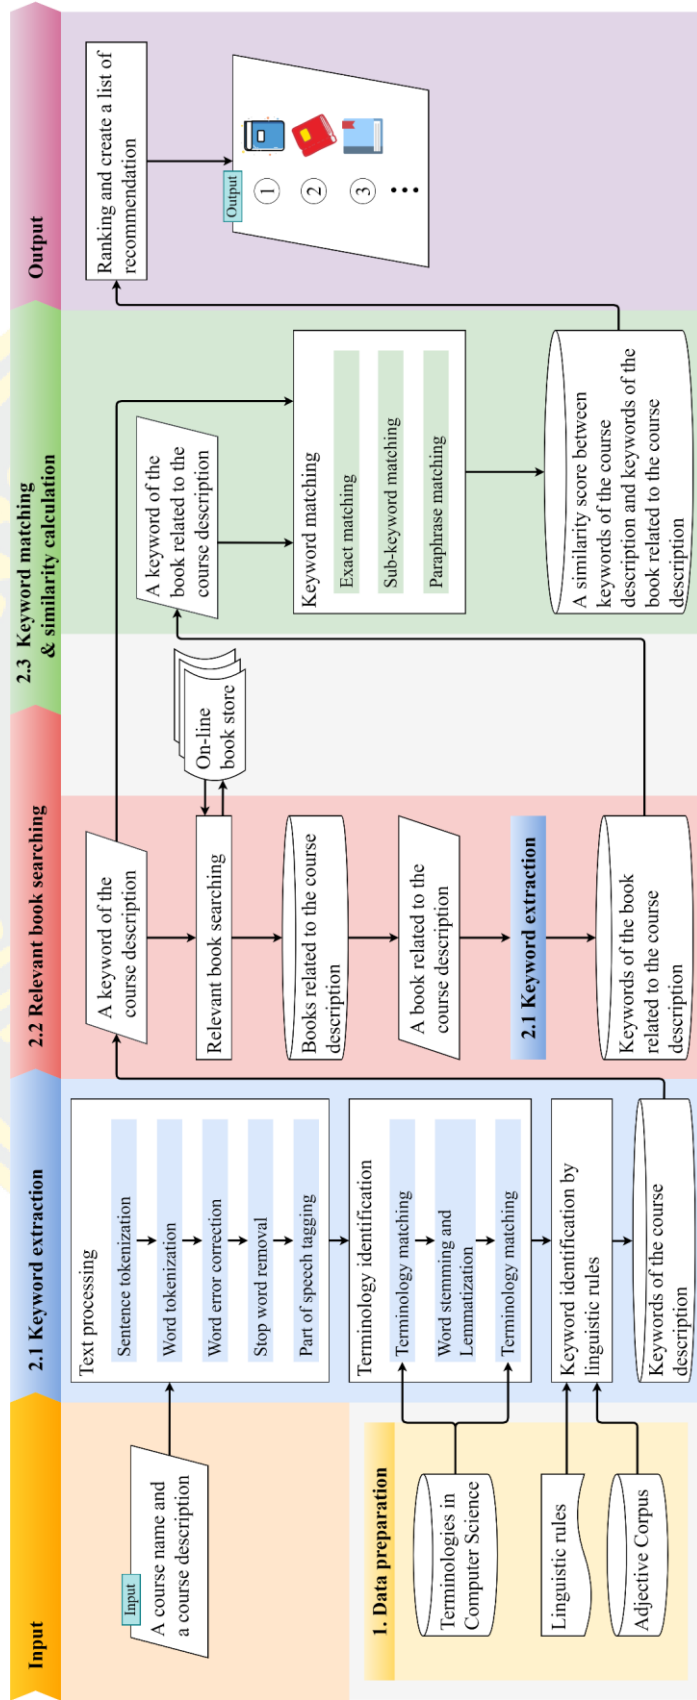 Input
2.1 Keyword extraction
2.2 Relevant book searching
2.3 Keyword matching
& similarity calculation
Output
Input
A course name and
a course description
1. Data preparation
Terminologies in
Computer Science
Linguistic rules
Adjective Corpus
Text processing
Sentence tokenization
Word tokenization
Word error correction
Stop word removal
Part of speech tagging
Terminology identification
Terminology matching
Word stemming and
Lemmatization
Terminology matching
Keyword identification by
linguistic rules
Keywords of the course
description
A keyword of the
course description
Relevant book searching
On-line
book store
Books related to the course
description
A book related to the
course description
2.1 Keyword extraction
Keywords of the book
related to the course
description
A keyword of the
book related to the
course description
Keyword matching
Exact matching
Sub-keyword matching
Paraphrase matching
A similarity score between
keywords of the course
description and keywords of the
book related to the course
description
Ranking and create a list of
recommendation
Output
1
2
3